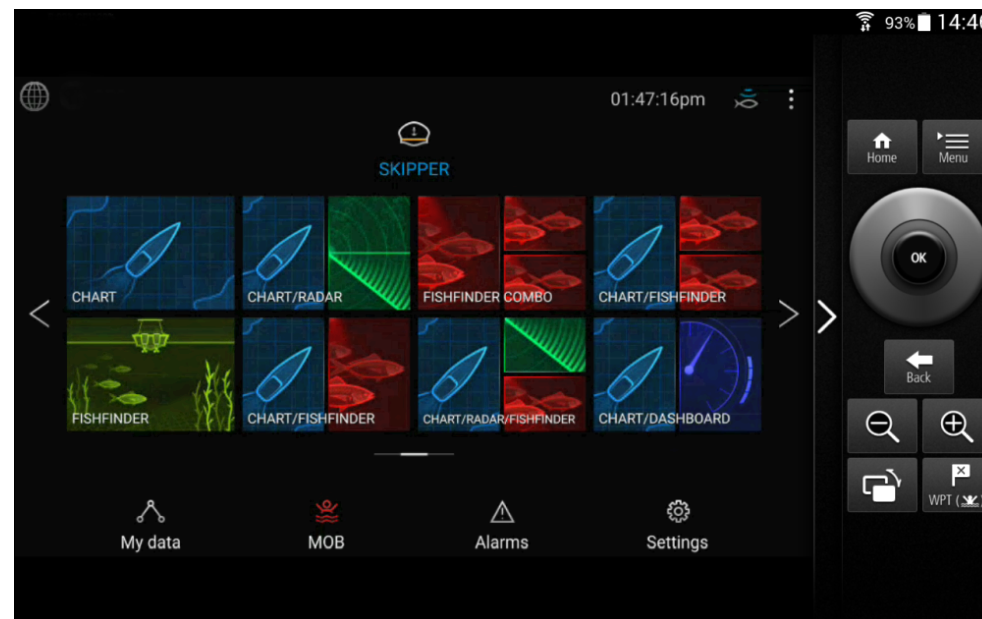 93% 14:46
01:47:16pm
SKIPPER
CHART
CHART/RADAR
FISHFINDER COMBO
CHART/FISHFINDER
FISHFINDER
CHART/FISHFINDER
CHART/RADAR/FISHFINDER
CHART/DASHBOARD
My data
MOB
Alarms
Settings
Home
Menu
OK
Back
WPT ( )